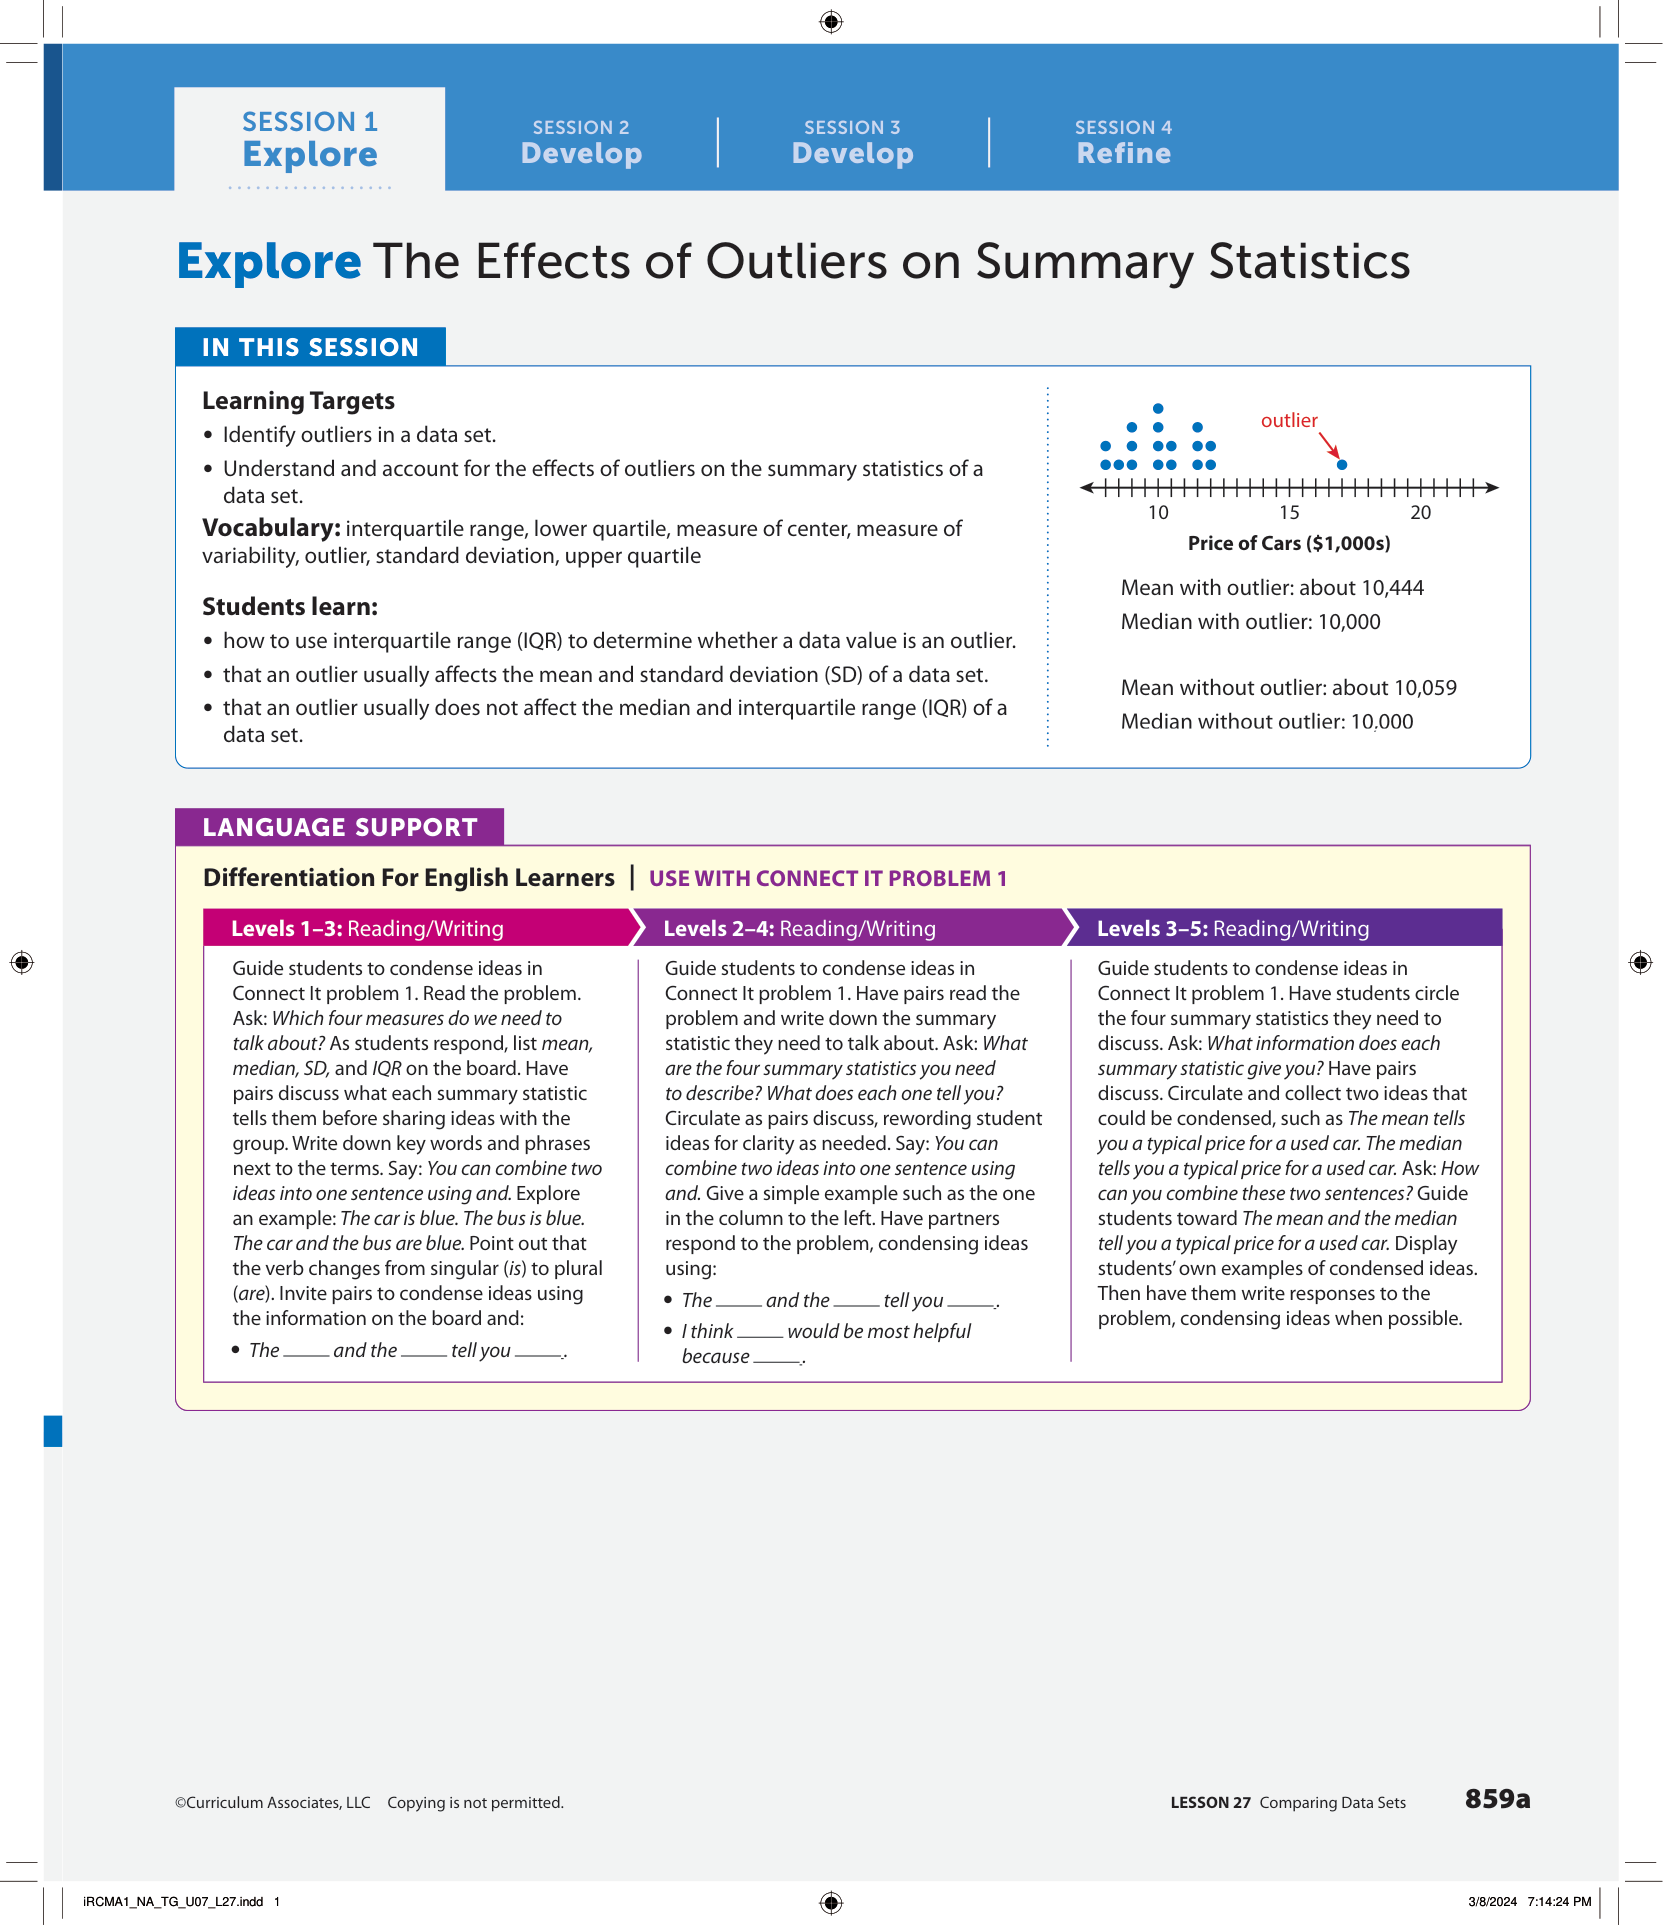 SESSION 1
Explore
SESSION 2
Develop
SESSION 3
Develop
SESSION 4
Refine
Explore The Effects of Outliers on Summary Statistics
IN THIS SESSION
Learning Targets
• Identify outliers in a data set.
• Understand and account for the effects of outliers on the summary statistics of a
data set.
Vocabulary: interquartile range, lower quartile, measure of center, measure of
variability, outlier, standard deviation, upper quartile
Students learn:
• how to use interquartile range (IQR) to determine whether a data value is an outlier.
• that an outlier usually affects the mean and standard deviation (SD) of a data set.
• that an outlier usually does not affect the median and interquartile range (IQR) of a
data set.
outlier
10 15 20
Price of Cars ($1,000s)
Mean with outlier: about 10,444
Median with outlier: 10,000
Mean without outlier: about 10,059
Median without outlier: 10,000
LANGUAGE SUPPORT
Differentiation For English Learners | USE WITH CONNECT IT PROBLEM 1
Levels 1–3: Reading/Writing
Guide students to condense ideas in
Connect It problem 1. Read the problem.
Ask: Which four measures do we need to
talk about? As students respond, list mean,
median, SD, and IQR on the board. Have
pairs discuss what each summary statistic
tells them before sharing ideas with the
group. Write down key words and phrases
next to the terms. Say: You can combine two
ideas into one sentence using and. Explore
an example: The car is blue. The bus is blue.
The car and the bus are blue. Point out that
the verb changes from singular (is) to plural
(are). Invite pairs to condense ideas using
the information on the board and:
• The _____ and the _____ tell you _____.
Levels 2–4: Reading/Writing
Guide students to condense ideas in
Connect It problem 1. Have pairs read the
problem and write down the summary
statistic they need to talk about. Ask: What
are the four summary statistics you need
to describe? What does each one tell you?
Circulate as pairs discuss, rewording student
ideas for clarity as needed. Say: You can
combine two ideas into one sentence using
and. Give a simple example such as the one
in the column to the left. Have partners
respond to the problem, condensing ideas
using:
• The _____ and the _____ tell you _____.
• I think _____ would be most helpful
because _____.
Levels 3–5: Reading/Writing
Guide students to condense ideas in
Connect It problem 1. Have students circle
the four summary statistics they need to
discuss. Ask: What information does each
summary statistic give you? Have pairs
discuss. Circulate and collect two ideas that
could be condensed, such as The mean tells
you a typical price for a used car. The median
tells you a typical price for a used car. Ask: How
can you combine these two sentences? Guide
students toward The mean and the median
tell you a typical price for a used car. Display
students’ own examples of condensed ideas.
Then have them write responses to the
problem, condensing ideas when possible.
©Curriculum Associates, LLC Copying is not permitted.
LESSON 27 Comparing Data Sets 859a
iRCMA1_NA_TG_U07_L27.indd 1
3/8/2024 7:14:24 PM